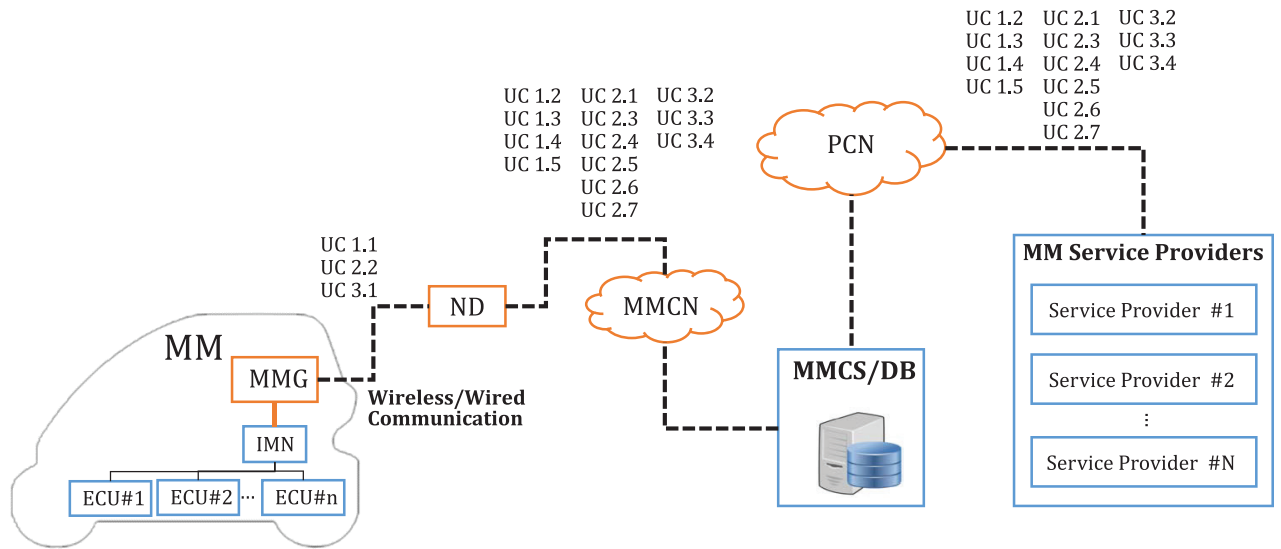 UC 1.2 UC 2.1 UC 3.2
UC 1.3 UC 2.3 UC 3.3
UC 1.4 UC 2.4 UC 3.4
UC 1.5 UC 2.5
UC 2.6
UC 2.7
UC 1.2 UC 2.1 UC 3.2
UC 1.3 UC 2.3 UC 3.3
UC 1.4 UC 2.4 UC 3.4
UC 1.5 UC 2.5
UC 2.6
UC 2.7
PCN
UC 1.1
UC 2.2
UC 3.1
ND
MMCN
MM Service Providers
Service Provider #1
Service Provider #2
⋮
Service Provider #N
MMCS/DB
MM
MMG
Wireless/Wired
Communication
IMN
ECU#1 ECU#2 ··· ECU#n